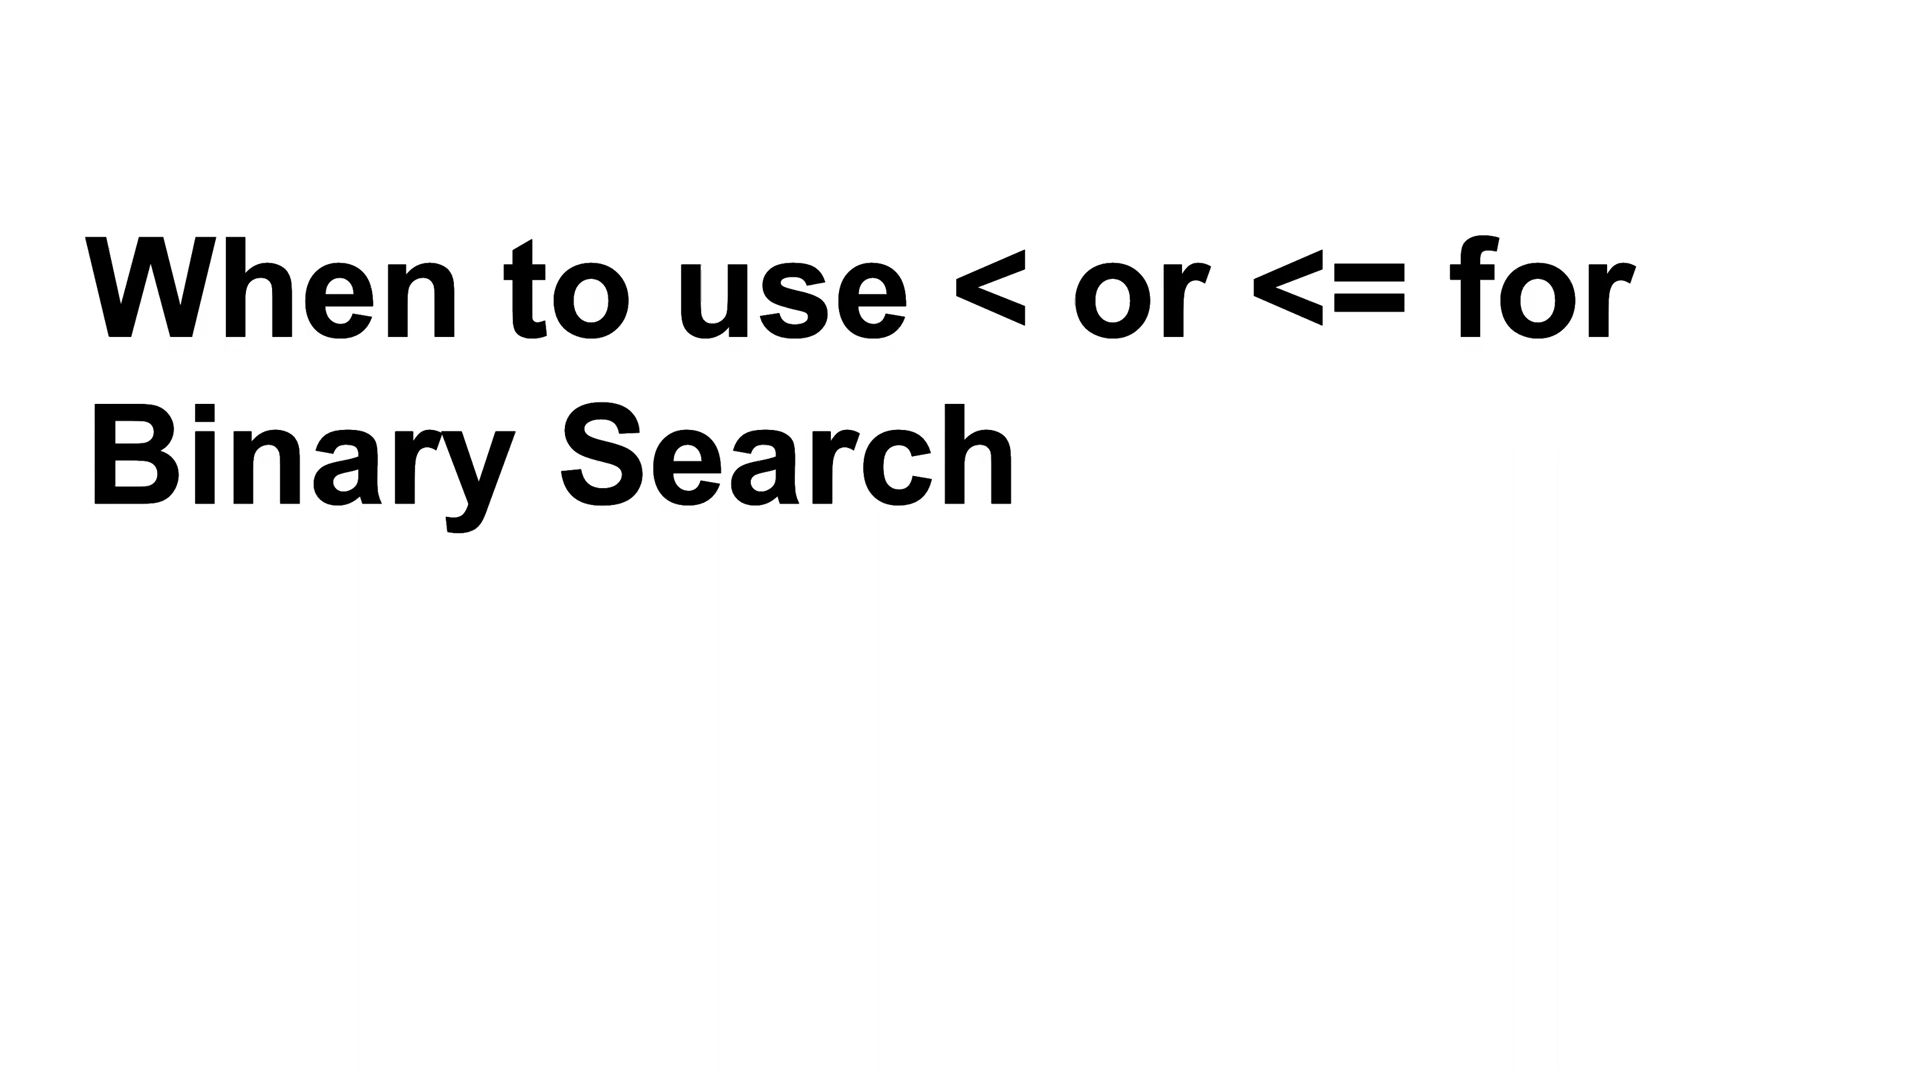 When to use < or <= for
Binary Search